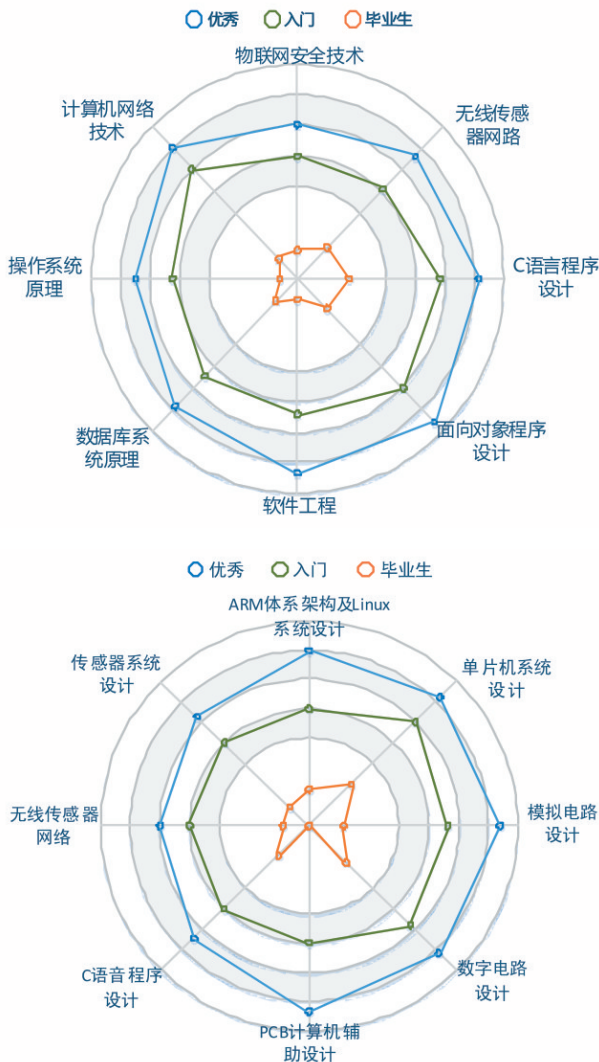 优秀 入门 毕业生
物联网安全技术
计算机网络
技术
无线传感
器网路
操作系统
原理
C语言程序
设计
数据库系
统原理
面向对象程序
设计
软件工程
优秀 入门 毕业生
ARM体系架构及Linux
系统设计
传感器系统
设计
单片机系统
设计
无线传感器
网络
模拟电路
设计
C语音程序
设计
数字电路
设计
PCB计算机辅
助设计